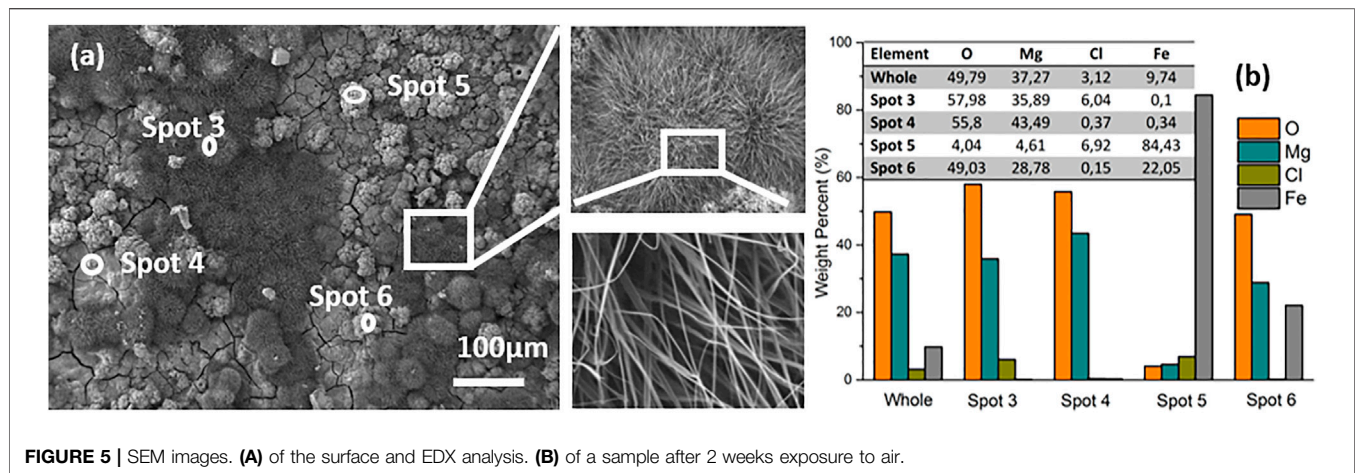 (a)
Spot 5
Spot 3
Spot 4
Spot 6
100µm
(b)
Element O Mg Cl Fe
Whole 49,79 37,27 3,12 9,74
Spot 3 57,98 35,89 6,04 0,1
Spot 4 55,8 43,49 0,37 0,34
Spot 5 4,04 4,61 6,92 84,43
Spot 6 49,03 28,78 0,15 22,05
O
Mg
Cl
Fe
Weight Percent (%)
100
80
60
40
20
0
Whole Spot 3 Spot 4 Spot 5 Spot 6
FIGURE 5 | SEM images. (A) of the surface and EDX analysis. (B) of a sample after 2 weeks exposure to air.